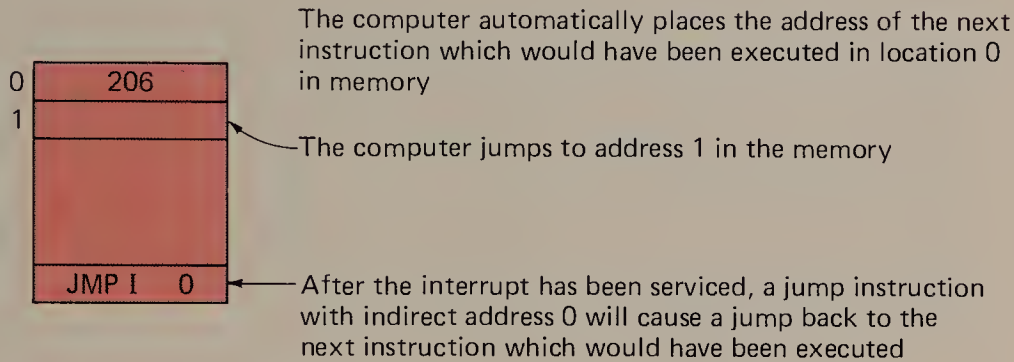 The computer automatically places the address of the next
instruction which would have been executed in location 0
in memory
0 206
1
The computer jumps to address 1 in the memory
JMP I 0
After the interrupt has been serviced, a jump instruction
with indirect address 0 will cause a jump back to the
next instruction which would have been executed